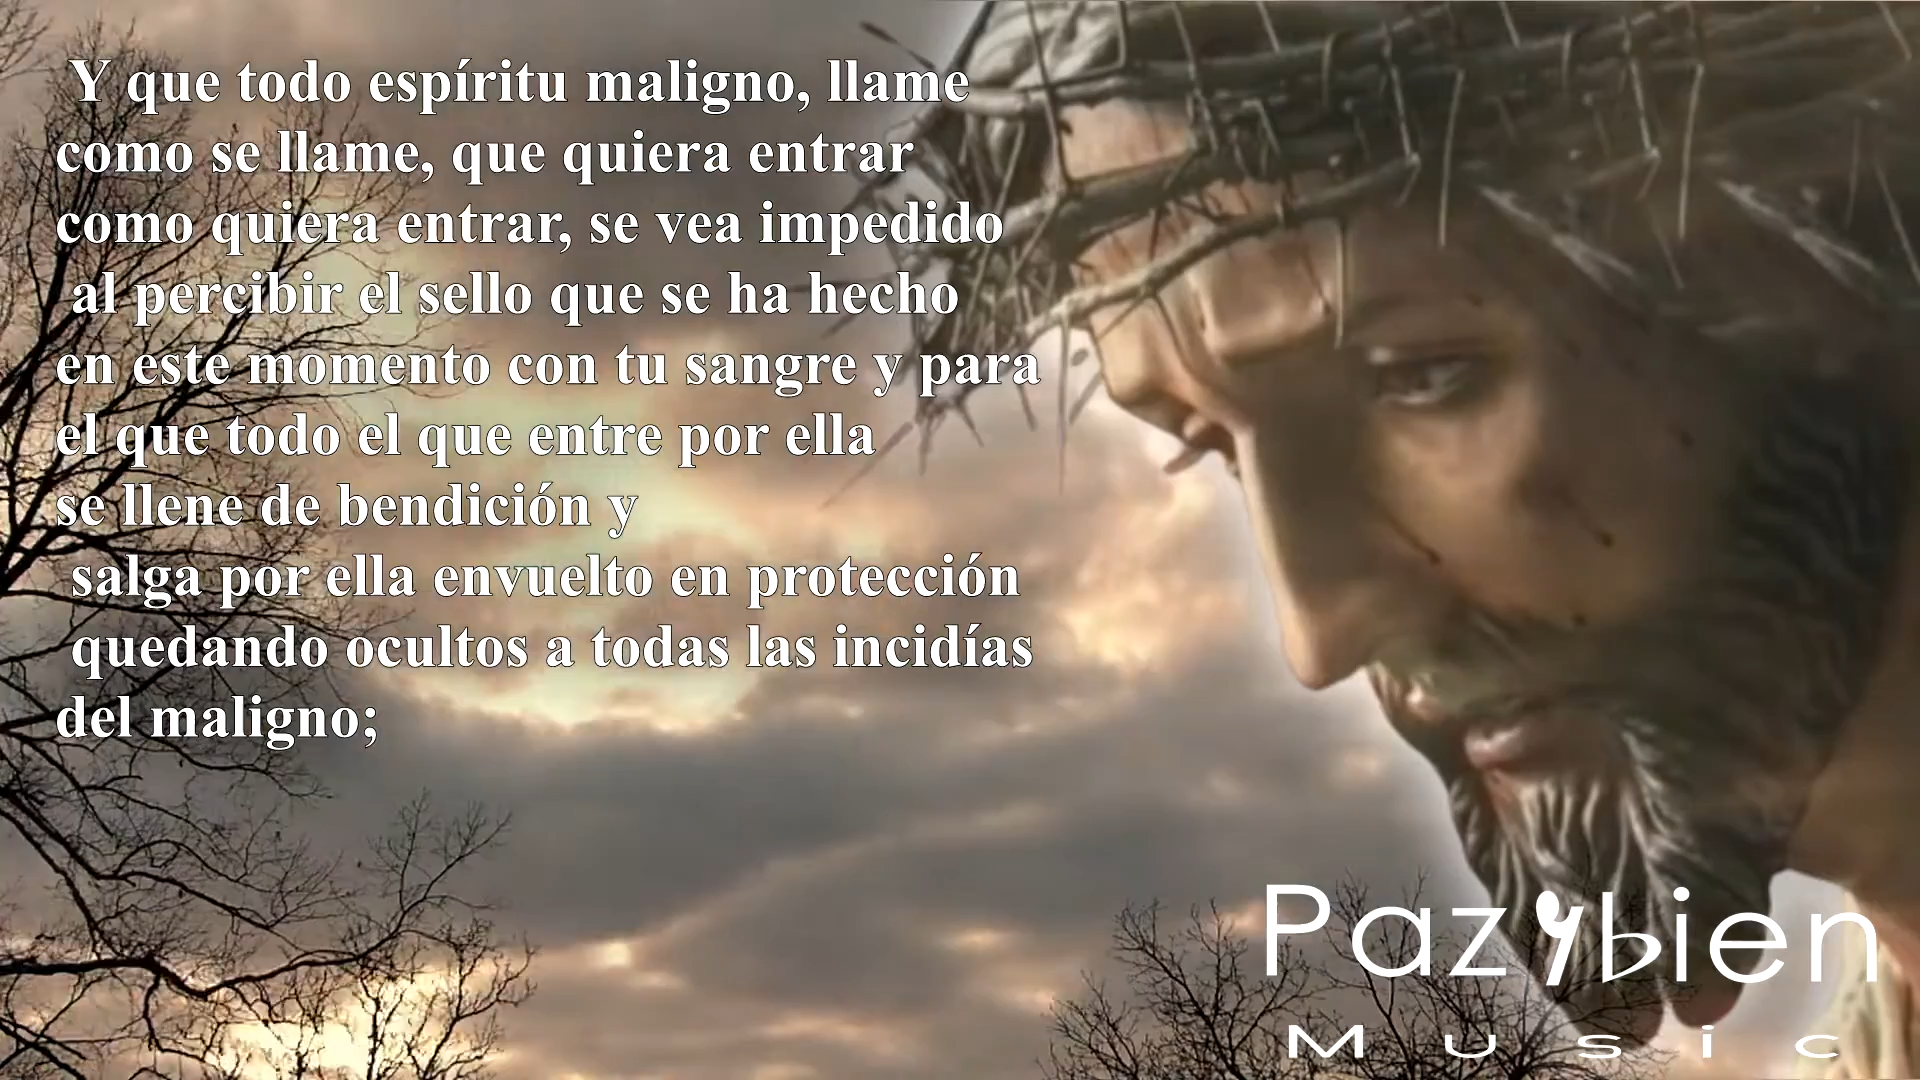 Y que todo espíritu maligno, llame
como se llame, que quiera entrar
como quiera entrar, se vea impedido
al percibir el sello que se ha hecho
en este momento con tu sangre y para
el que todo el que entre por ella
se llene de bendición y
salga por ella envuelto en protección
quedando ocultos a todas las incidías
del maligno;
Pazybien
Music